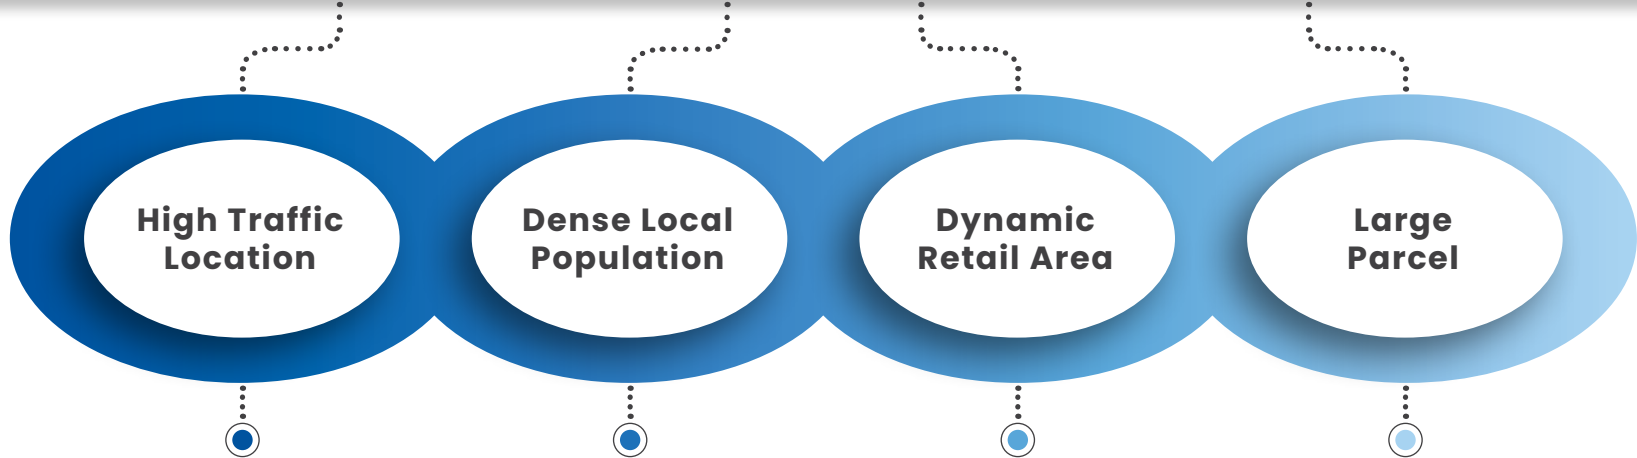 High Traffic
Location
Dense Local
Population
Dynamic
Retail Area
Large
Parcel